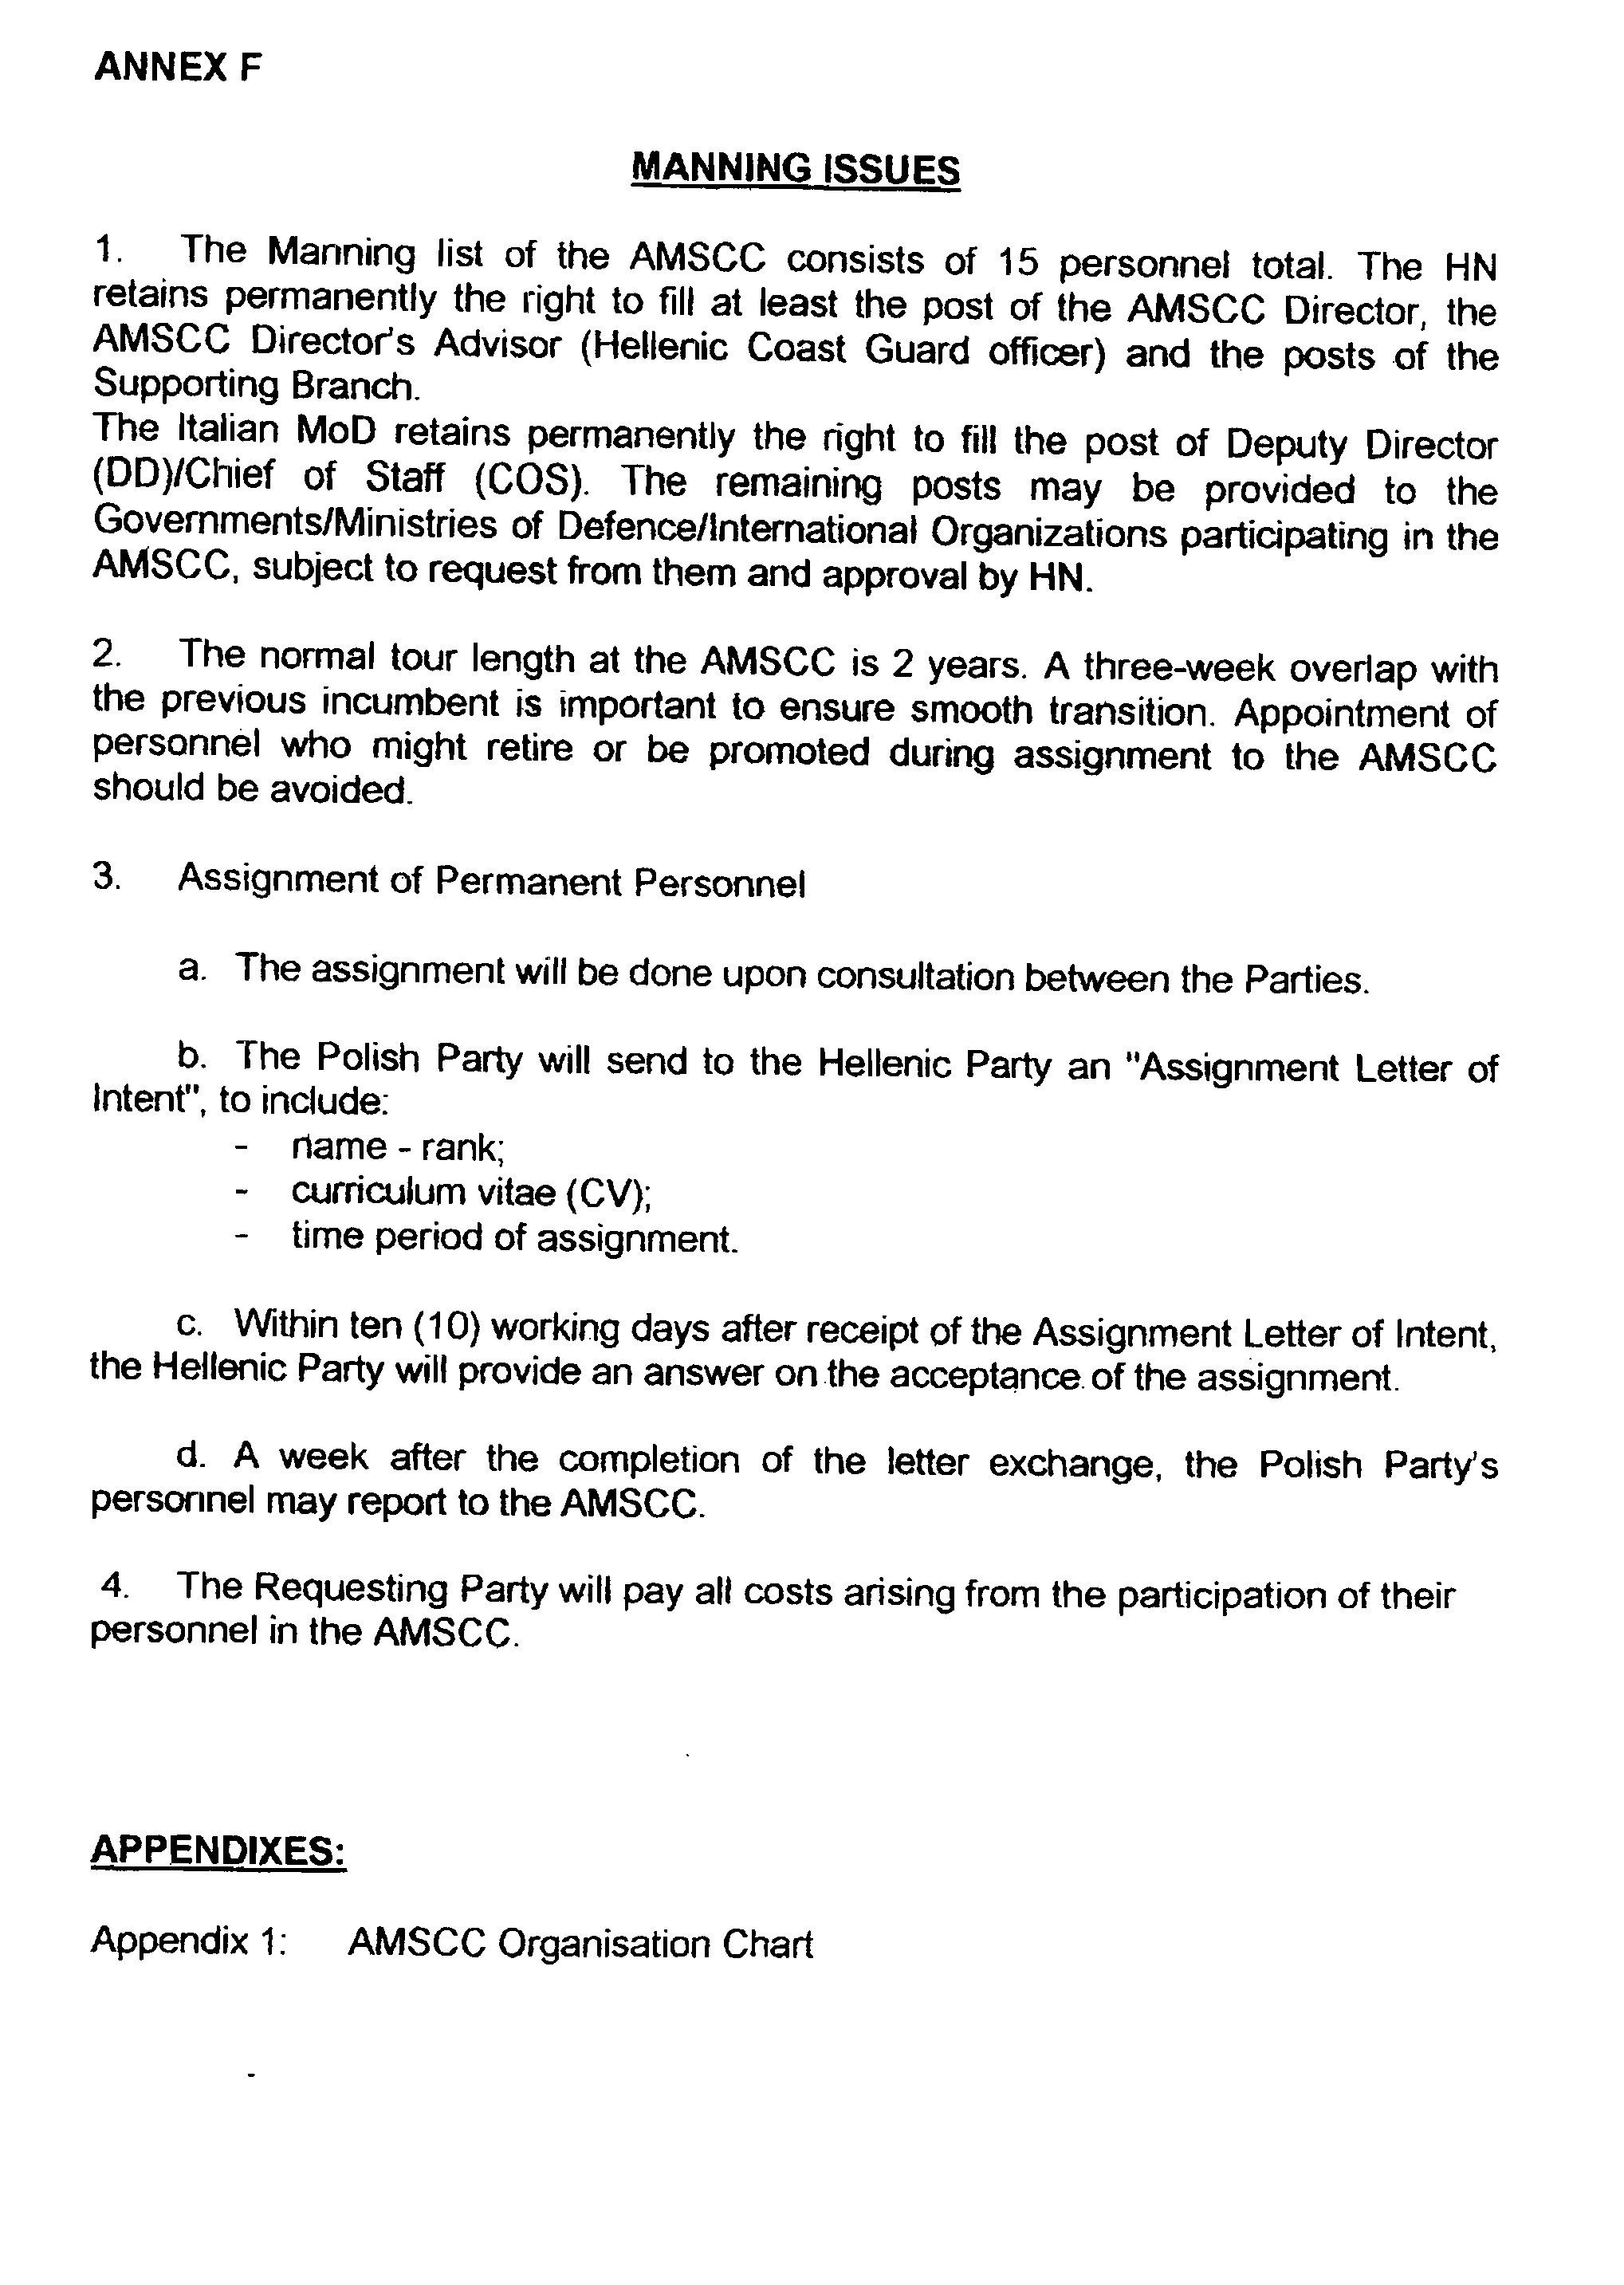 ANNEX F
MANNING ISSUES
1. The Manning list of the AMSCC consists of 15 personnel total. The HN
retains permanently the right to fill at least the post of the AMSCC Director, the
AMSCC Director's Advisor (Hellenic Coast Guard officer) and the posts of the
Supporting Branch.
The Italian MoD retains permanently the right to fill the post of Deputy Director
(DD)/Chief of Staff (COS). The remaining posts may be provided to the
Governments/Ministries of Defence/International Organizations participating in the
AMSCC, subject to request from them and approval by HN.
2. The normal tour length at the AMSCC is 2 years. A three-week overlap with
the previous incumbent is important to ensure smooth transition. Appointment of
personnel who might retire or be promoted during assignment to the AMSCC
should be avoided.
3. Assignment of Permanent Personnel
a. The assignment will be done upon consultation between the Parties.
b. The Polish Party will send to the Hellenic Party an "Assignment Letter of
Intent", to include:
- name - rank;
- curriculum vitae (CV);
- time period of assignment.
c. Within ten (10) working days after receipt of the Assignment Letter of Intent,
the Hellenic Party will provide an answer on the acceptance of the assignment.
d. A week after the completion of the letter exchange, the Polish Party's
personnel may report to the AMSCC.
4. The Requesting Party will pay all costs arising from the participation of their
personnel in the AMSCC.
APPENDIXES:
Appendix 1: AMSCC Organisation Chart